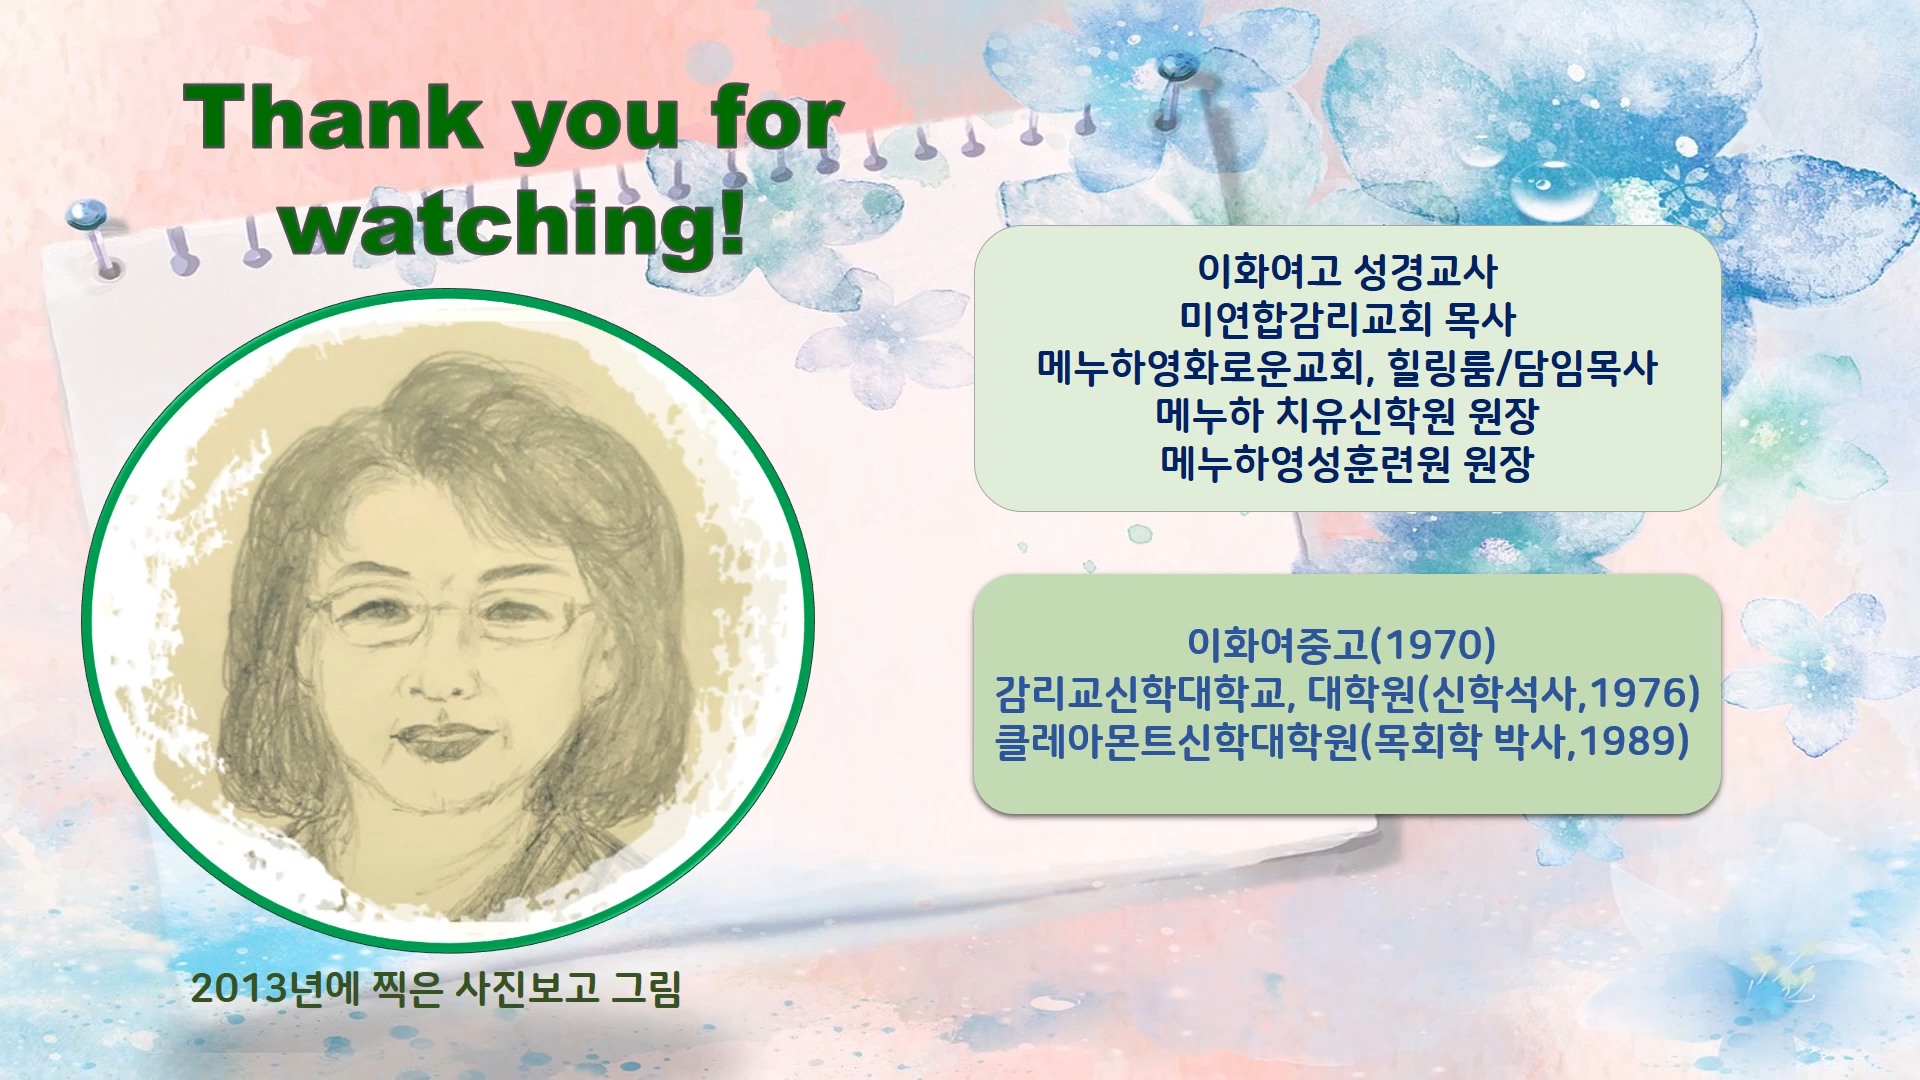 Thank you for
watching!
이화여고 성경교사
미연합감리교회 목사
메누하영화로운교회, 힐링룸/담임목사
메누하 치유신학원 원장
메누하영성훈련원 원장
이화여중고(1970)
감리교신학대학교, 대학원(신학석사,1976)
클레아몬트신학대학원(목회학 박사,1989)
2013년에 찍은 사진보고 그림